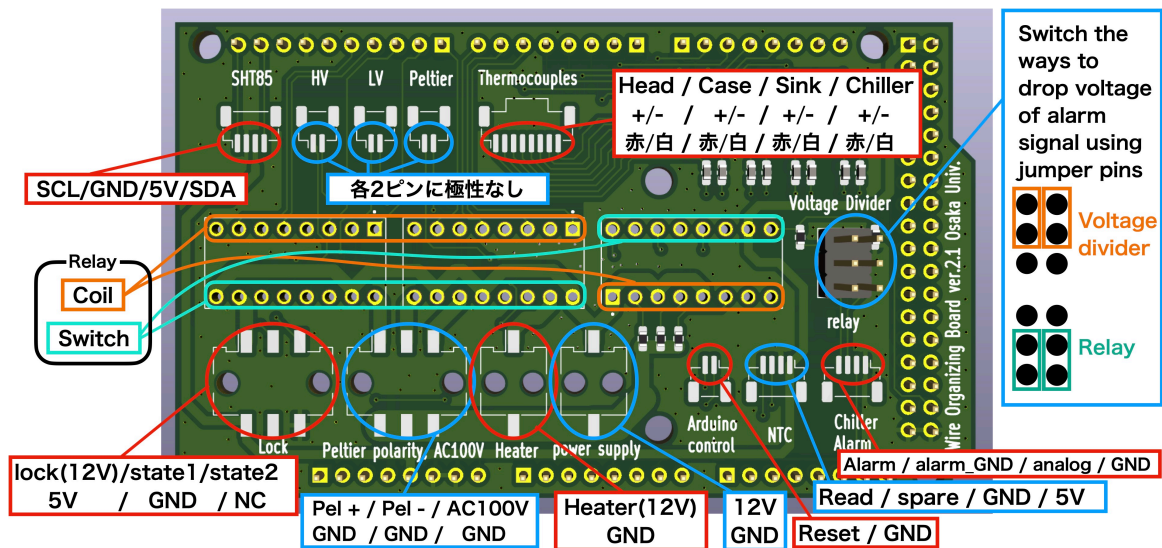 SHT85
HV
LV
Peltier
Thermocouples
Head / Case / Sink / Chiller
+/- / +/- / +/- / +/-
赤/白 / 赤/白 / 赤/白 / 赤/白
SCL/GND/5V/SDA
各2ピンに極性なし
Switch the
ways to
drop voltage
of alarm
signal using
jumper pins
Voltage
divider
Relay
Voltage Divider
relay
Relay
Coil
Switch
Wire Organizing Board ver.2.1 Osaka Univ.
Lock
Peltier polarity
AC100V
Heater
power supply
Arduino
control
NTC
Chiller
Alarm
lock(12V)/state1/state2
5V / GND / NC
Pel + / Pel - / AC100V
GND / GND / GND
Heater(12V)
GND
12V
GND
Reset / GND
Read / spare / GND / 5V
Alarm / alarm_GND / analog / GND